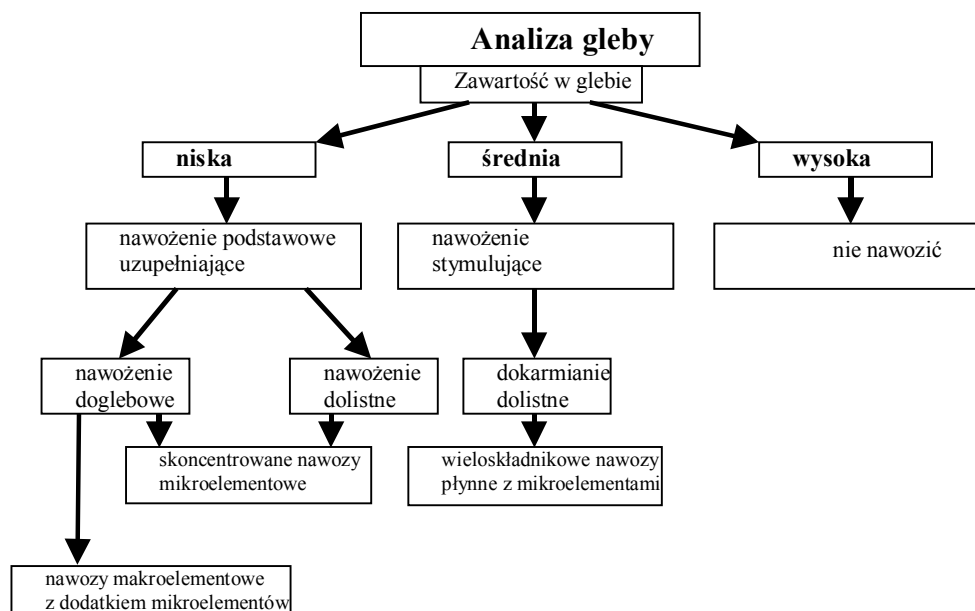 Analiza gleby
Zawartość w glebie
niska
średnia
wysoka
nawożenie podstawowe
uzupełniające
nawożenie
stymulujące
nie nawozić
nawożenie
doglebowe
nawożenie
dolistne
dokarmianie
dolistne
skoncentrowane nawozy
mikroelementowe
wieloskładnikowe nawozy
płynne z mikroelementami
nawozy makroelementowe
z dodatkiem mikroelementów